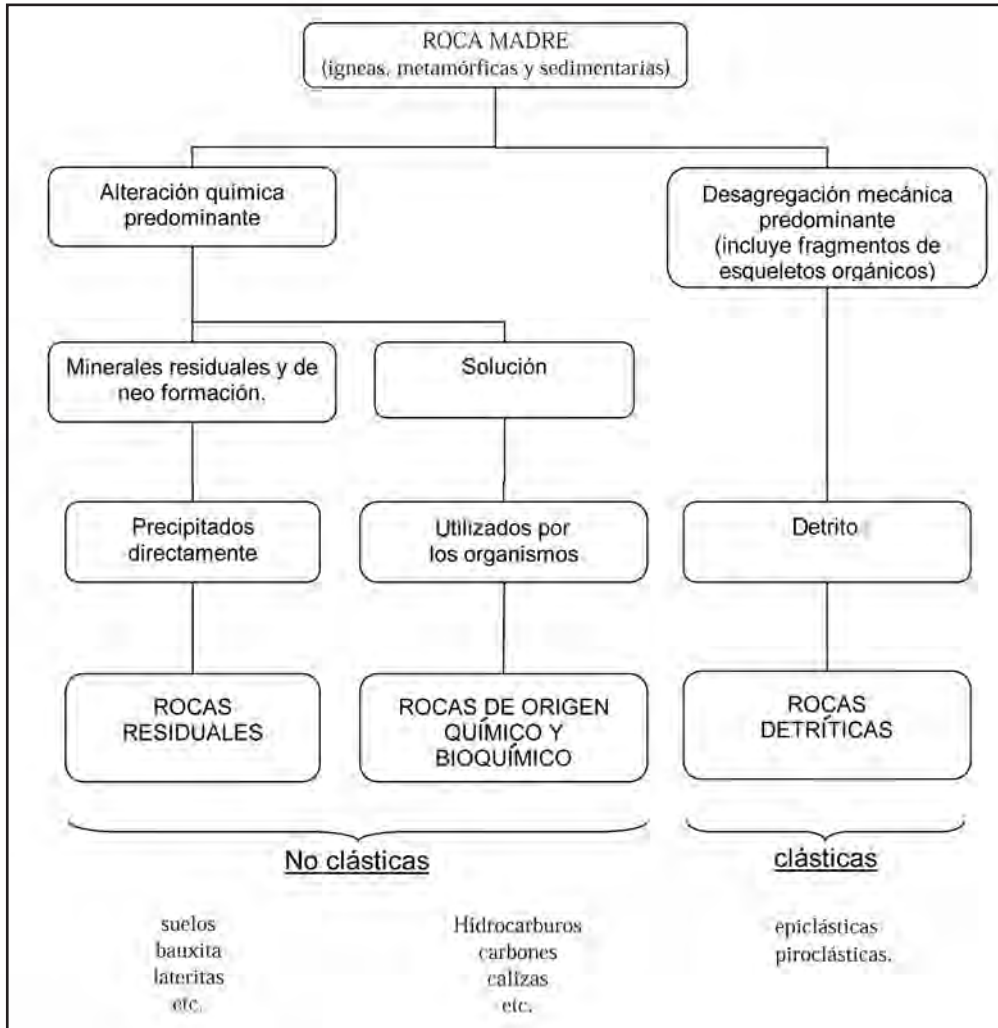 ROCA MADRE
(ígneas, metamórficas y sedimentarias)
Alteración química
predominante
Desagregación mecánica
predominante
(incluye fragmentos de
esqueletos orgánicos)
Minerales residuales y de
neo formación.
Solución
Precipitados
directamente
Utilizados por
los organismos
Detrito
ROCAS
RESIDUALES
ROCAS DE ORIGEN
QUÍMICO Y
BIOQUÍMICO
ROCAS
DETRÍTICAS
No clásticas
clásticas
suelos
bauxita
lateritas
etc.
Hidrocarburos
carbones
calizas
etc.
epiclásticas
piroclásticas.